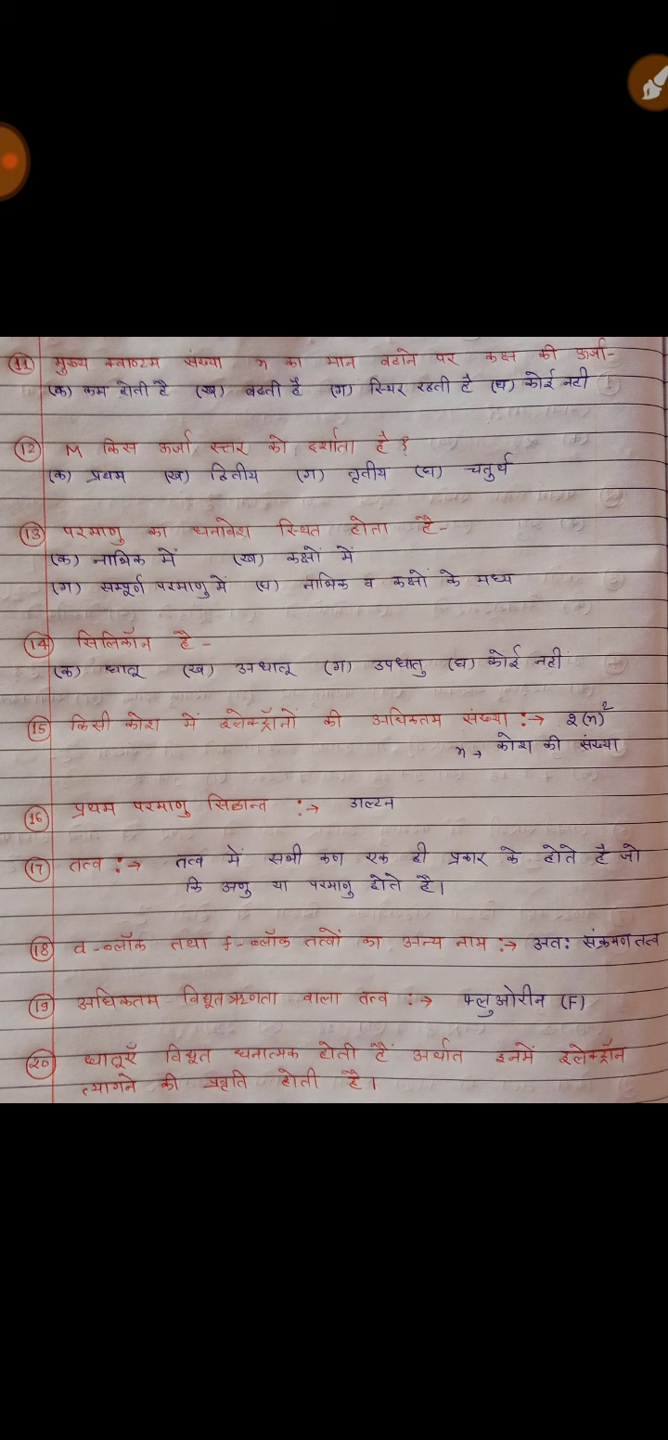 (11) मुख्य क्वाण्टम संख्या n का मान बढाने पर कक्ष की ऊर्जा-
(क) कम होती है (ख) बढती है (ग) स्थिर रहती है (घ) कोई नही
(12) M किस ऊर्जा स्तर को दर्शाता है ?
(क) प्रथम (ख) द्वितीय (ग) तृतीय (घ) चतुर्थ
(13) परमाणु का धनावेश स्थित होता है-
(क) नाभिक में (ख) कक्षों में
(ग) सम्पूर्ण परमाणु में (घ) नाभिक व कक्षों के मध्य
(14) सिलिकॉन है -
(क) धातू (ख) अधातू (ग) उपधातु (घ) कोई नही
(15) किसी कोश में इलेक्ट्रॉनों की अधिकतम संख्या :→ 2(n)²
n → कोश की संख्या
(16) प्रथम परमाणु सिद्धान्त :→ डाल्टन
(17) तत्व :→ तत्व में सभी कण एक ही प्रकार के होते है जो
कि अणु या परमाणु होते है।
(18) d-ब्लॉक तथा f-ब्लॉक तत्वों का अन्य नाम :→ अतः संक्रमण तत्व
(19) अधिकतम विधुतऋणता वाला तत्व :→ फ्लुओरीन (F)
(20) धातूएँ विधुत धनात्मक होती हैं अर्थात इनमें इलेक्ट्रॉन
त्यागने की प्रवृति होती है।